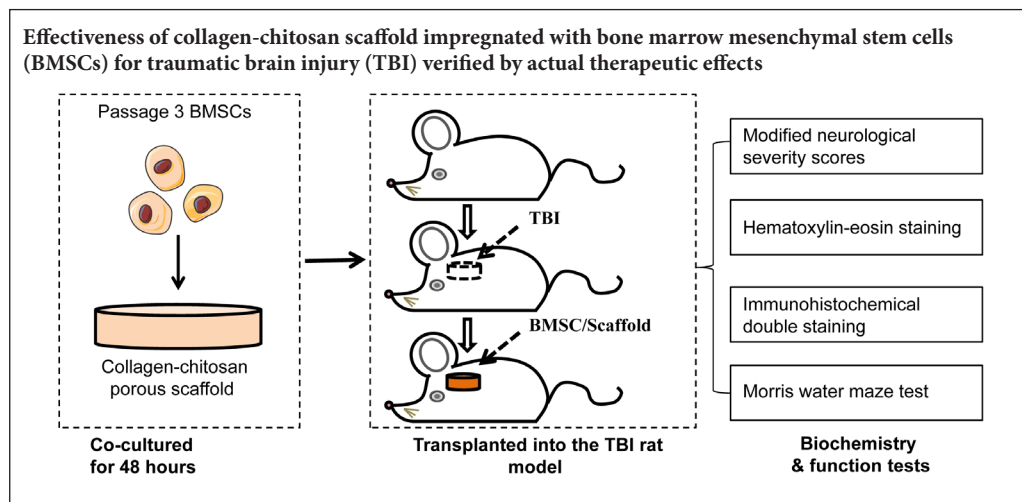 Effectiveness of collagen-chitosan scaffold impregnated with bone marrow mesenchymal stem cells
(BMSCs) for traumatic brain injury (TBI) verified by actual therapeutic effects
Passage 3 BMSCs
Collagen-chitosan
porous scaffold
Co-cultured
for 48 hours
TBI
BMSC/Scaffold
Transplanted into the TBI rat
model
Modified neurological
severity scores
Hematoxylin-eosin staining
Immunohistochemical
double staining
Morris water maze test
Biochemistry
& function tests